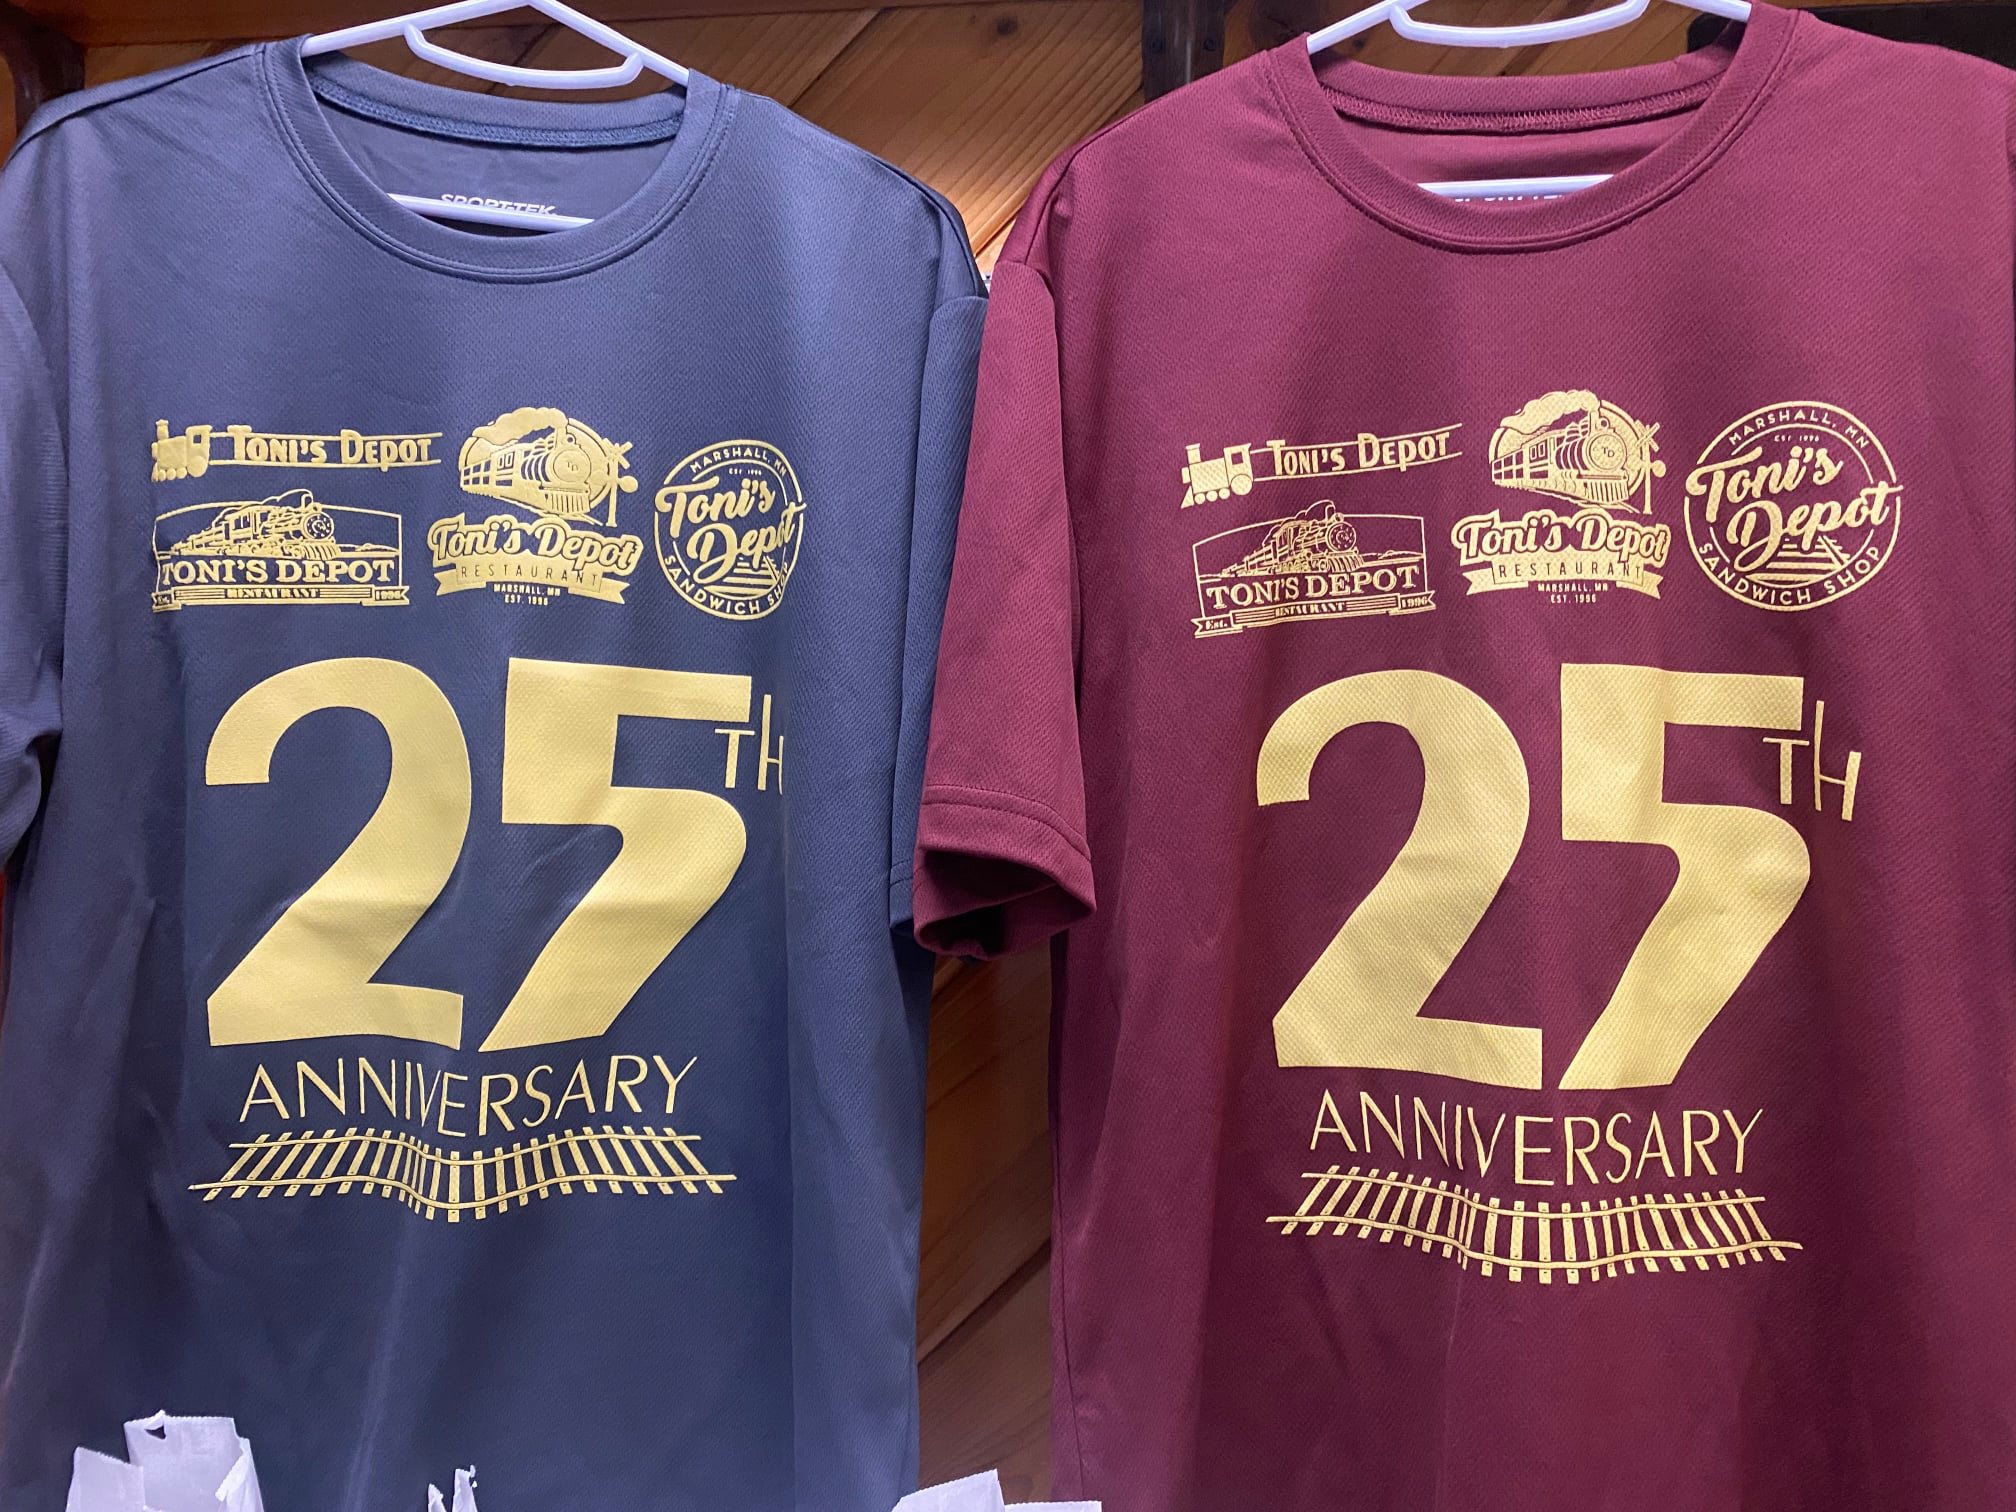 SPORT-TEK
TONI'S DEPOT
TONI'S DEPOT
RESTAURANT
Est. 1996
TD
Toni's Depot
RESTAURANT
MARSHALL, MN
EST. 1996
MARSHALL, MN
EST 1996
Toni's
Depot
SANDWICH SHOP
25TH
ANNIVERSARY
TONI'S DEPOT
TONI'S DEPOT
RESTAURANT
Est. 1996
TD
Toni's Depot
RESTAURANT
MARSHALL, MN
EST. 1996
MARSHALL, MN
EST 1996
Toni's
Depot
SANDWICH SHOP
25TH
ANNIVERSARY